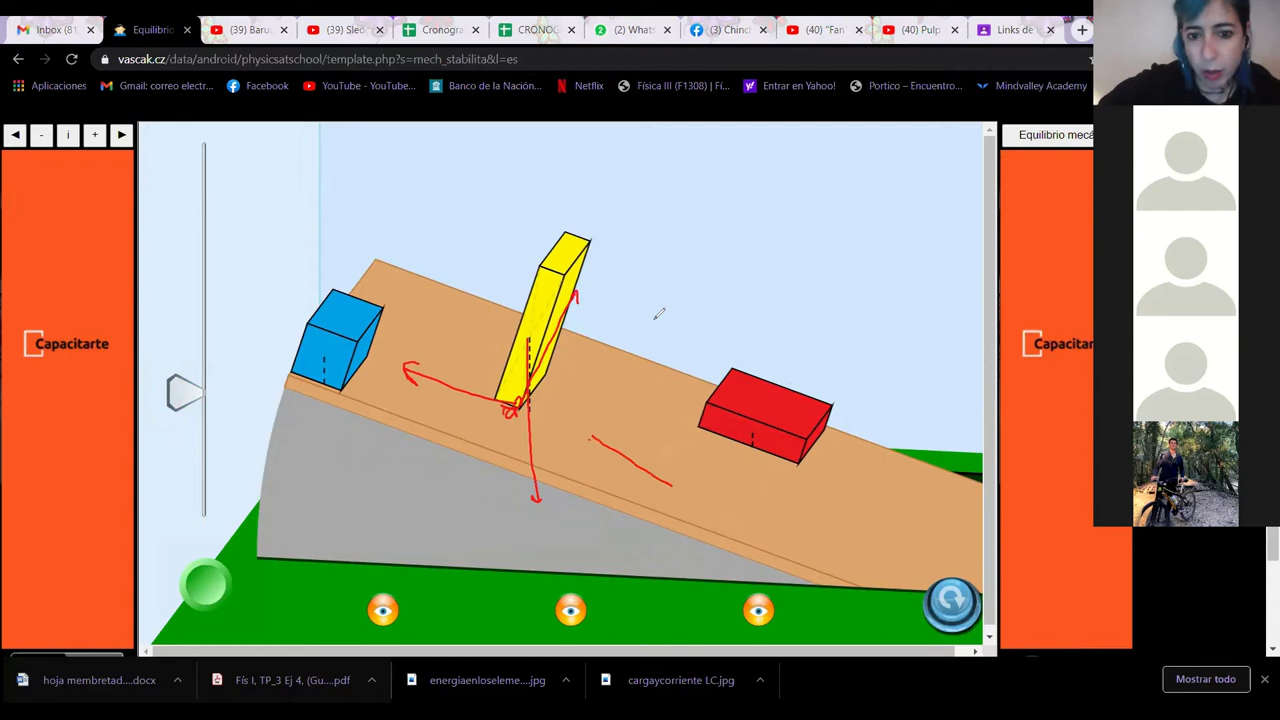 Inbox (81
Equilibrio
(39) Baruc
(39) Sled
Cronogra
CRONOG
(2) Whats
(3) Chinc
(40) "Fan
(40) Pulp
Links de t
vascak.cz/data/android/physicsatschool/template.php?s=mech_stabilita&l=es
Aplicaciones
Gmail: correo electr...
Facebook
YouTube - YouTube...
Banco de la Nación...
Netflix
Física III (F1308) | Fí...
Entrar en Yahoo!
Portico – Encuentro...
Mindvalley Academy
- i +
Equilibrio mecá
Capacitarte
Capacitar
hoja membretad....docx
Fís I, TP_3 Ej 4, (Gu....pdf
energiaenloseleme....jpg
cargaycorriente LC.jpg
Mostrar todo